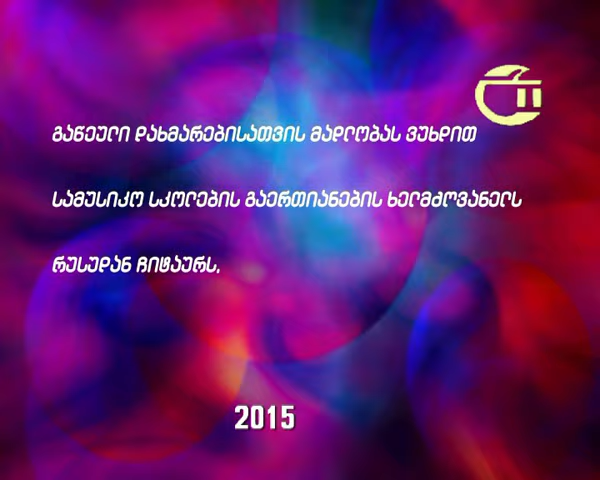 გაწეული დახმარებისათვის მადლობას ვუხდით
სამუსიკო სკოლების გაერთიანების ხელმძღვანელს
რუსუდან ჩიტაურს.
2015